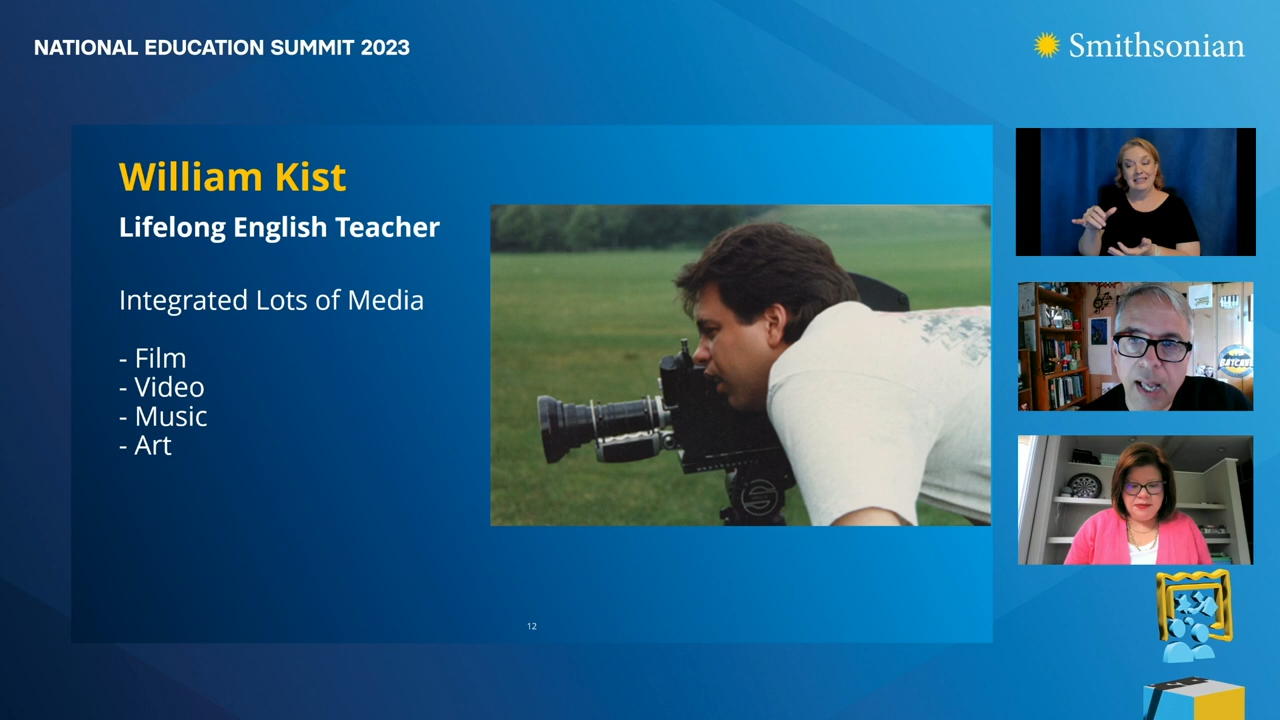 NATIONAL EDUCATION SUMMIT 2023
Smithsonian
William Kist
Lifelong English Teacher
Integrated Lots of Media
- Film
- Video
- Music
- Art
12